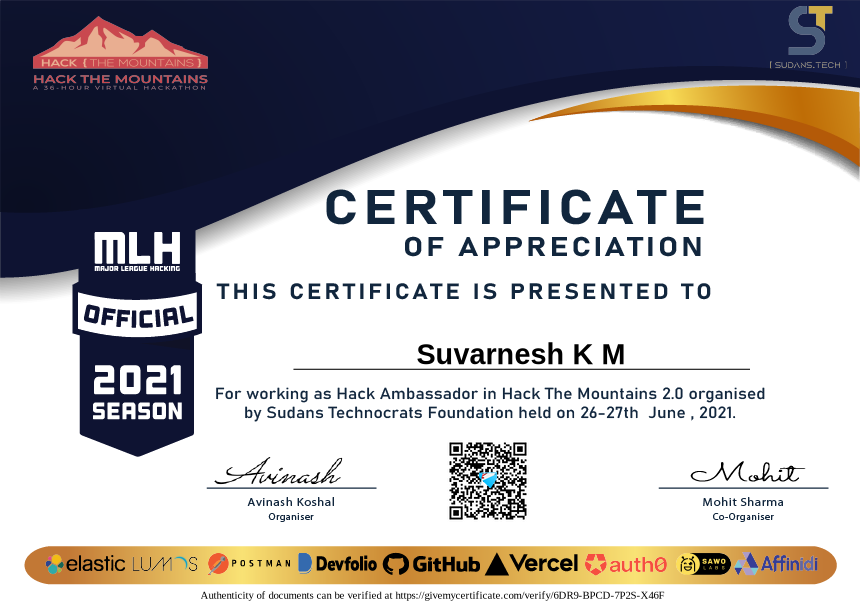 HACK {THE MOUNTAINS}
HACK THE MOUNTAINS
A 36-HOUR VIRTUAL HACKATHON
ST
[ SUDANS.TECH ]
CERTIFICATE
OF APPRECIATION
THIS CERTIFICATE IS PRESENTED TO
MLH
MAJOR LEAGUE HACKING
OFFICIAL
2021
SEASON
Suvarnesh K M
For working as Hack Ambassador in Hack The Mountains 2.0 organised
by Sudans Technocrats Foundation held on 26-27th June , 2021.
Avinash
Mohit
Avinash Koshal
Mohit Sharma
Organiser
Co-Organiser
elastic LUMOS POSTMAN Devfolio GitHub Vercel auth0 SAWO LABS Affinidi
Authenticity of documents can be verified at https://givemycertificate.com/verify/6DR9-BPCD-7P2S-X46F